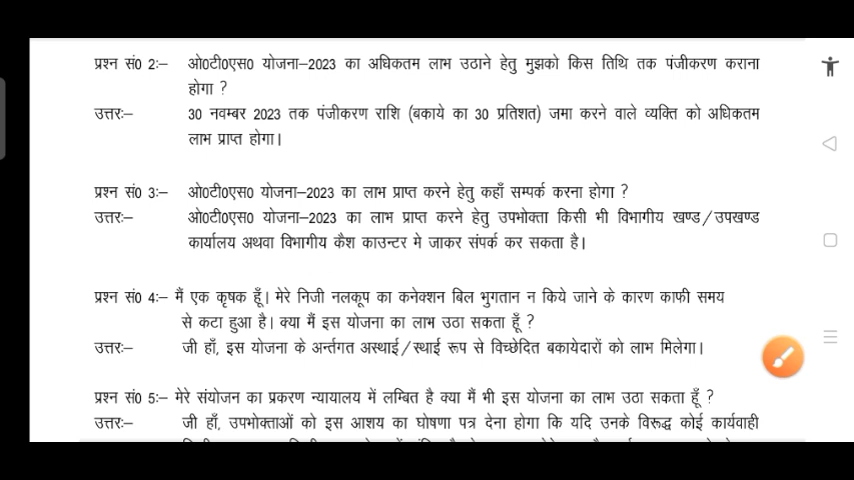 प्रश्न सं0 2:– ओ0टी0एस0 योजना–2023 का अधिकतम लाभ उठाने हेतु मुझको किस तिथि तक पंजीकरण कराना
होगा ?
उत्तरः– 30 नवम्बर 2023 तक पंजीकरण राशि (बकाये का 30 प्रतिशत) जमा करने वाले व्यक्ति को अधिकतम
लाभ प्राप्त होगा।
प्रश्न सं0 3:– ओ0टी0एस0 योजना–2023 का लाभ प्राप्त करने हेतु कहाँ सम्पर्क करना होगा ?
उत्तरः– ओ0टी0एस0 योजना–2023 का लाभ प्राप्त करने हेतु उपभोक्ता किसी भी विभागीय खण्ड/उपखण्ड
कार्यालय अथवा विभागीय कैश काउन्टर मे जाकर संपर्क कर सकता है।
प्रश्न सं0 4:– मैं एक कृषक हूँ। मेरे निजी नलकूप का कनेक्शन बिल भुगतान न किये जाने के कारण काफी समय
से कटा हुआ है। क्या मैं इस योजना का लाभ उठा सकता हूँ ?
उत्तरः– जी हाँ, इस योजना के अर्न्तगत अस्थाई/स्थाई रूप से विच्छेदित बकायेदारों को लाभ मिलेगा।
प्रश्न सं0 5:– मेरे संयोजन का प्रकरण न्यायालय में लम्बित है क्या मैं भी इस योजना का लाभ उठा सकता हूँ ?
उत्तरः– जी हाँ, उपभोक्ताओं को इस आशय का घोषणा पत्र देना होगा कि यदि उनके विरूद्ध कोई कार्यवाही